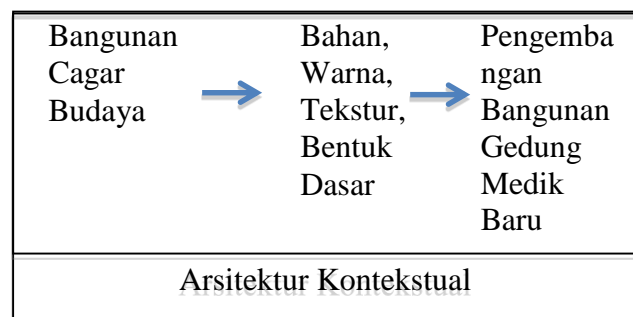 Bangunan
Cagar
Budaya
Bahan,
Warna,
Tekstur,
Bentuk
Dasar
Pengemba
ngan
Bangunan
Gedung
Medik
Baru
Arsitektur Kontekstual